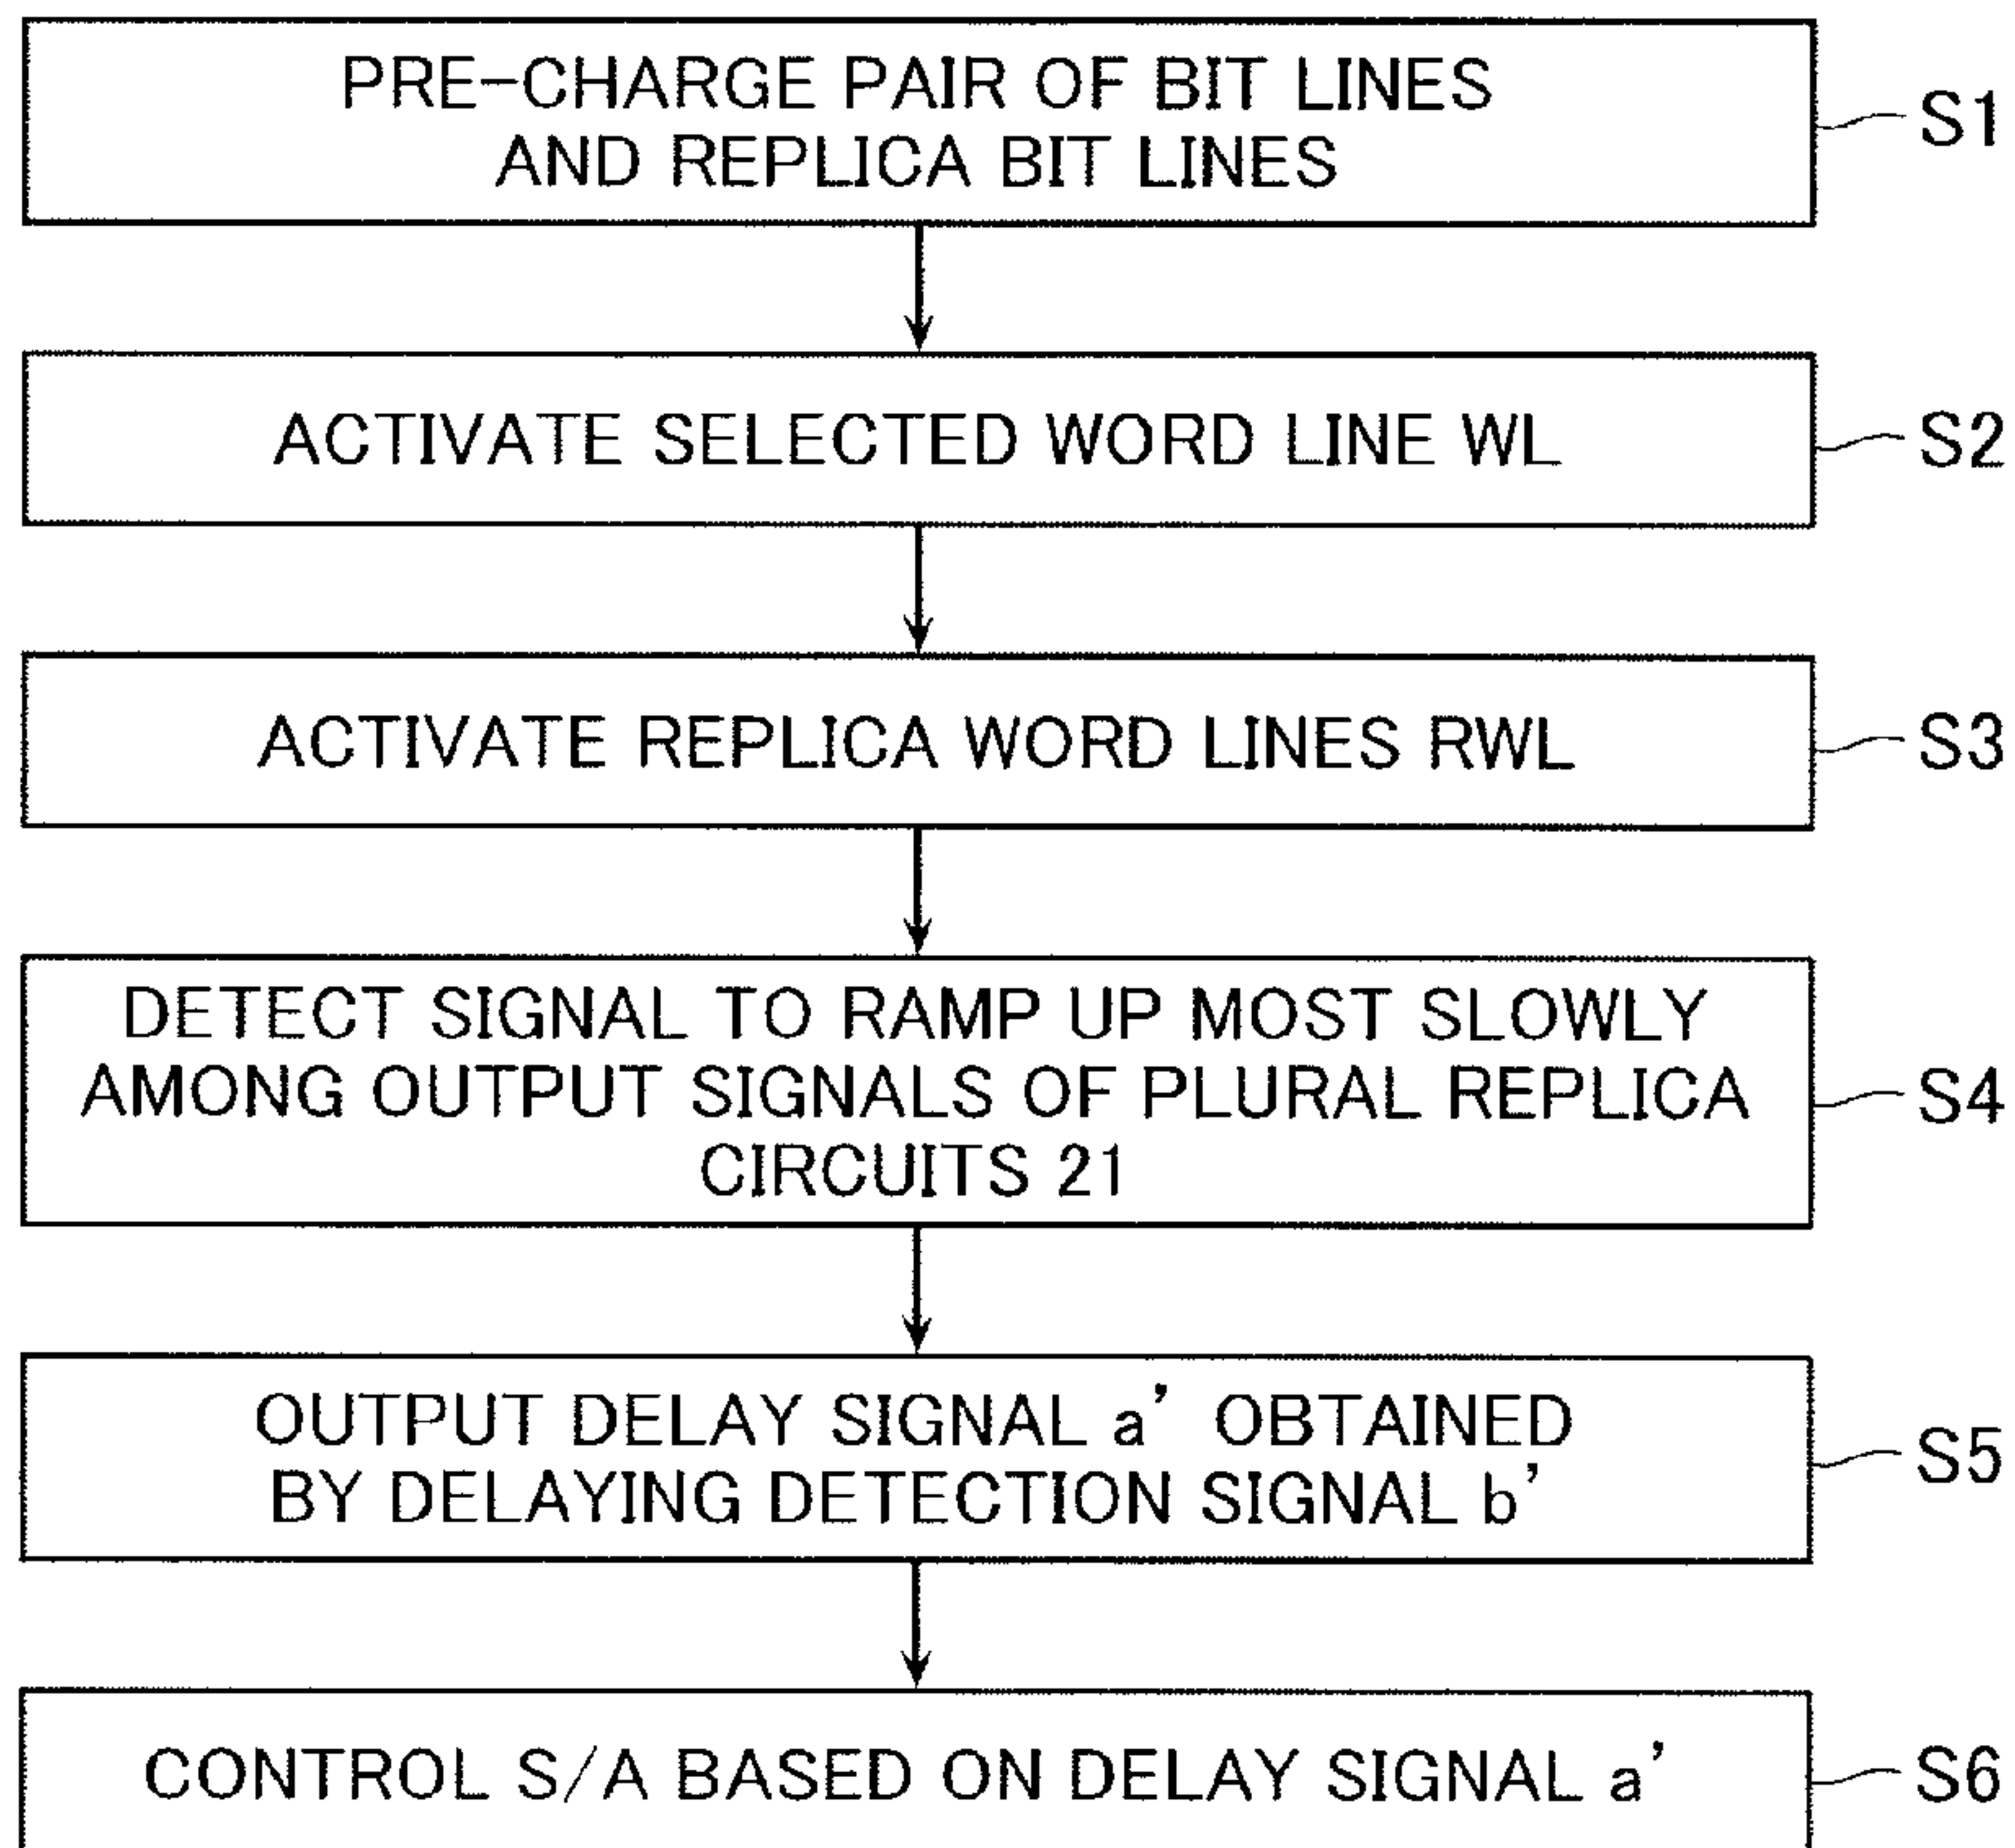 PRE-CHARGE PAIR OF BIT LINES
AND REPLICA BIT LINES
S1
ACTIVATE SELECTED WORD LINE WL
S2
ACTIVATE REPLICA WORD LINES RWL
S3
DETECT SIGNAL TO RAMP UP MOST SLOWLY
AMONG OUTPUT SIGNALS OF PLURAL REPLICA
CIRCUITS 21
S4
OUTPUT DELAY SIGNAL a' OBTAINED
BY DELAYING DETECTION SIGNAL b'
S5
CONTROL S/A BASED ON DELAY SIGNAL a'
S6